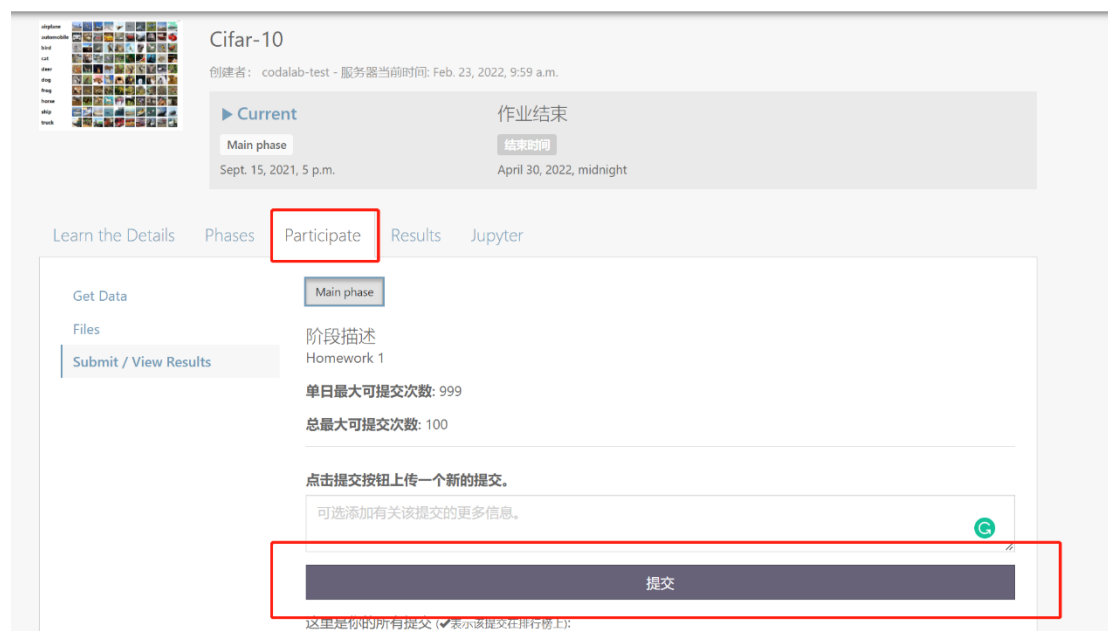 airplane
automobile
bird
cat
deer
dog
frog
horse
ship
truck
Cifar-10
创建者： codalab-test - 服务器当前时间: Feb. 23, 2022, 9:59 a.m.
Current
作业结束
Main phase
结束时间
Sept. 15, 2021, 5 p.m.
April 30, 2022, midnight
Learn the Details Phases Participate Results Jupyter
Get Data
Files
Submit / View Results
Main phase
阶段描述
Homework 1
单日最大可提交次数: 999
总最大可提交次数: 100
点击提交按钮上传一个新的提交。
可选添加有关该提交的更多信息。
提交
这里是你的所有提交 (✔表示该提交在排行榜上):